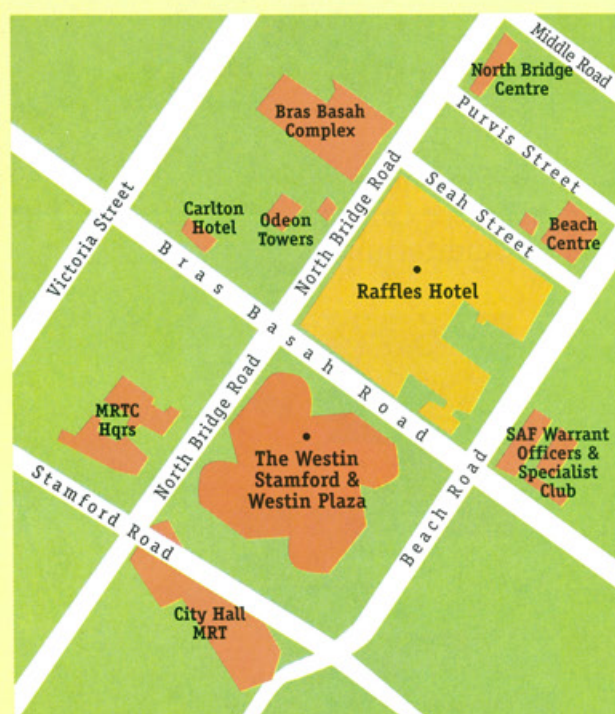 Middle Road
North Bridge
Centre
Purvis Street
Bras Basah
Complex
North Bridge Road
Seah Street
Beach
Centre
Carlton
Hotel
Odeon
Towers
Victoria Street
Bras Basah Road
Raffles Hotel
MRTC
Hqrs
North Bridge Road
The Westin
Stamford &
Westin Plaza
SAF Warrant
Officers &
Specialist
Club
Beach Road
Stamford Road
City Hall
MRT